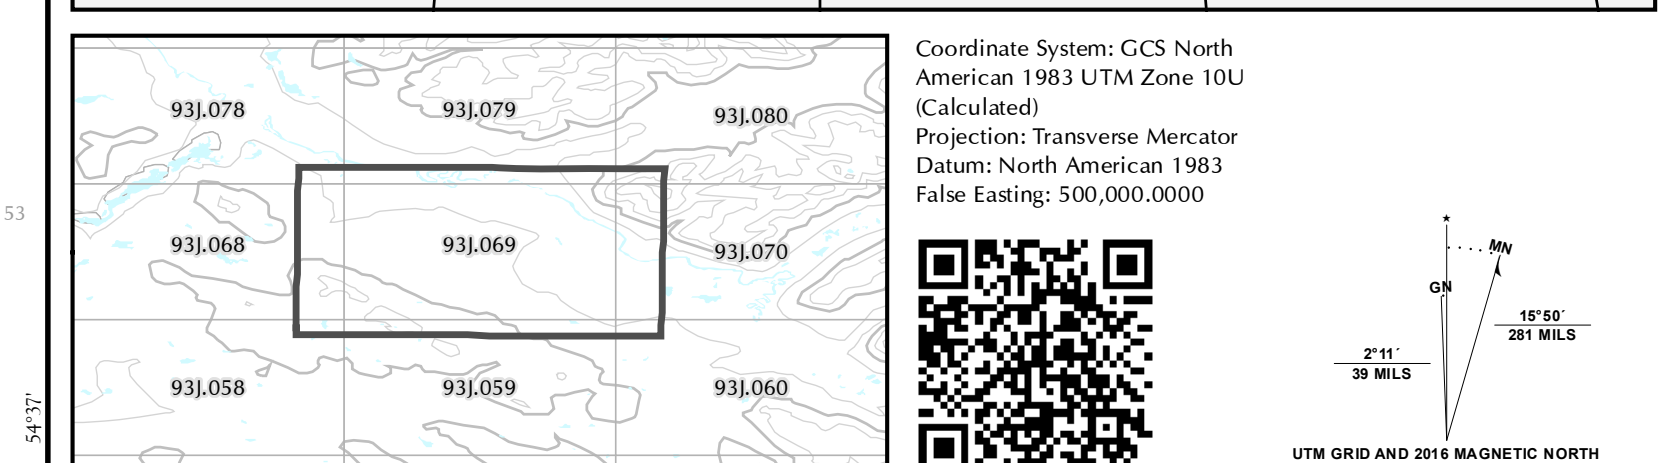 93J.078 93J.079 93J.080
93J.068 93J.069 93J.070
93J.058 93J.059 93J.060
53
54°37'
Coordinate System: GCS North
American 1983 UTM Zone 10U
(Calculated)
Projection: Transverse Mercator
Datum: North American 1983
False Easting: 500,000.0000
MN
GN
15°50´
281 MILS
2°11´
39 MILS
UTM GRID AND 2016 MAGNETIC NORTH